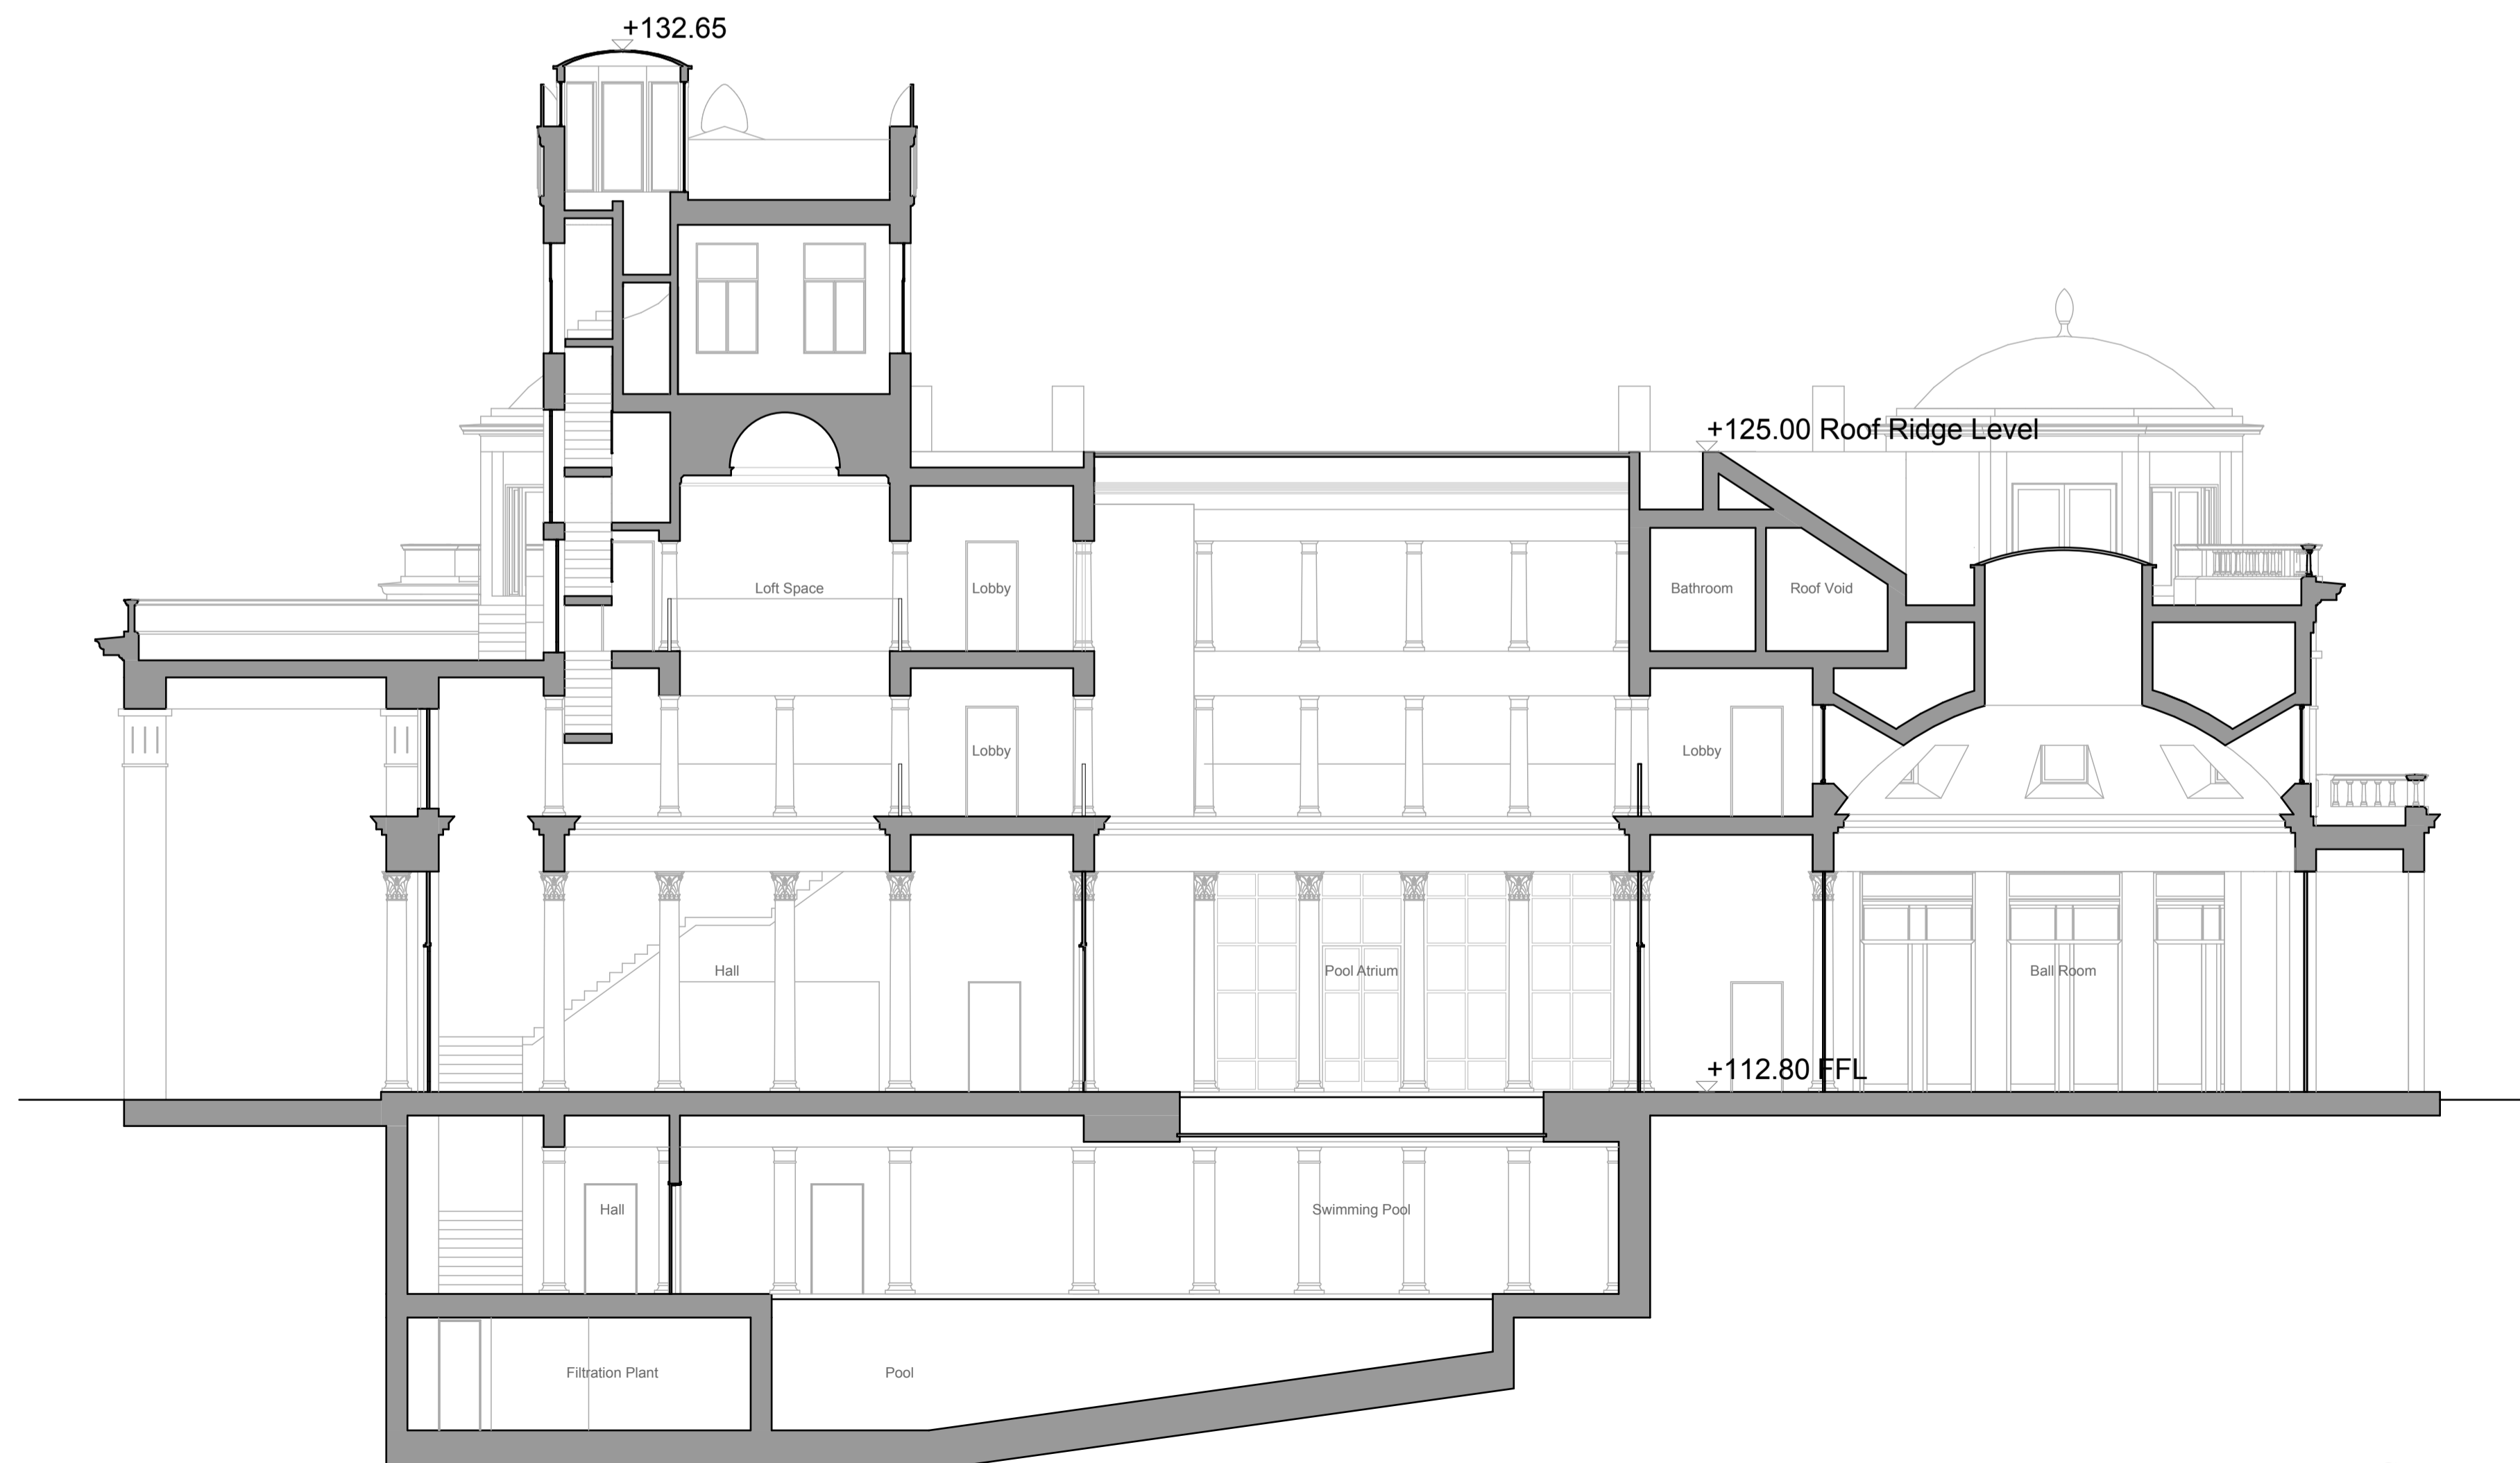 +132.65
+125.00 Roof Ridge Level
Loft Space
Lobby
Bathroom
Roof Void
Lobby
Lobby
Hall
Pool Atrium
Ball Room
+112.80 FFL
Hall
Swimming Pool
Filtration Plant
Pool